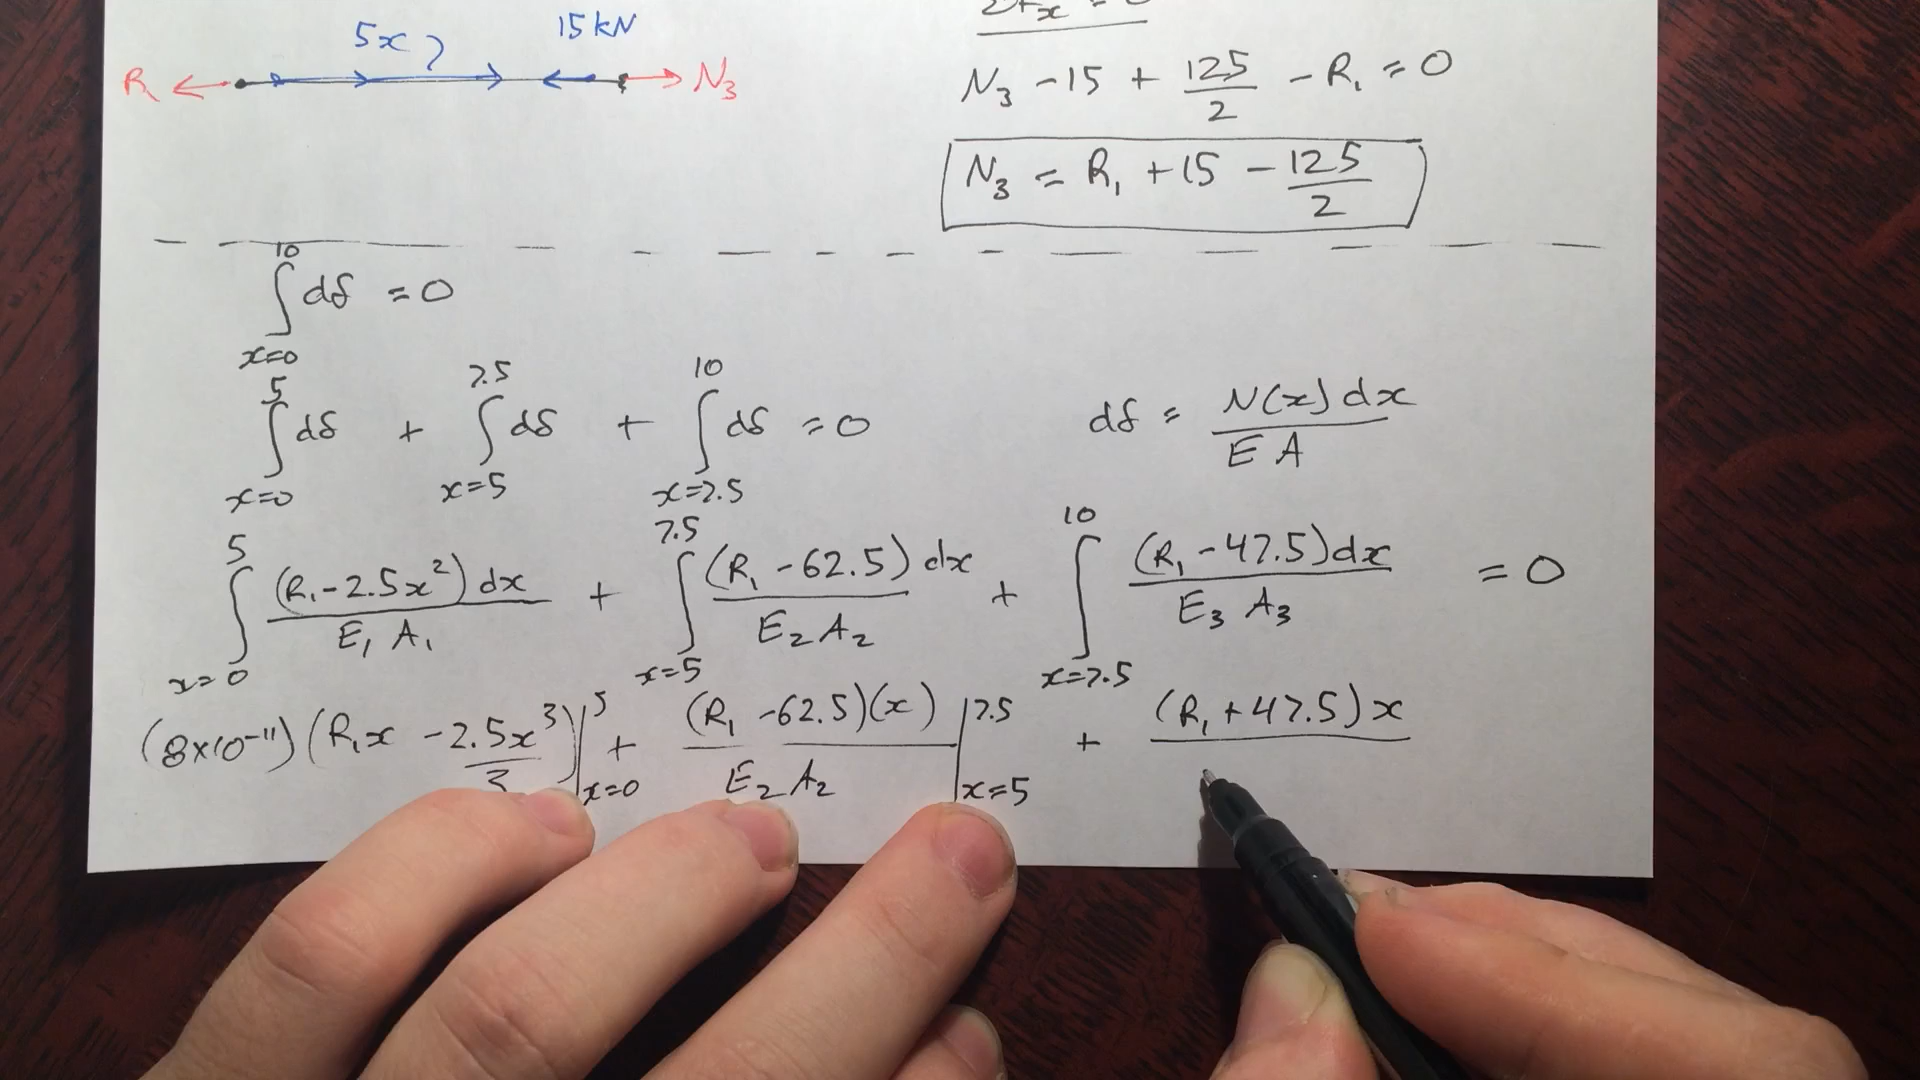 ΣFx = 0
5x 15 kN
R ← → N₃
N₃ - 15 + 125/2 - R₁ = 0
N₃ = R₁ + 15 - 125/2
∫_{x=0}^{10} dδ = 0
∫_{x=0}^{5} dδ + ∫_{x=5}^{7.5} dδ + ∫_{x=7.5}^{10} dδ = 0
dδ = N(x) dx / E A
∫_{x=0}^{5} (R₁ - 2.5x²) dx / E₁ A₁ + ∫_{x=5}^{7.5} (R₁ - 62.5) dx / E₂ A₂ + ∫_{x=7.5}^{10} (R₁ - 47.5) dx / E₃ A₃ = 0
(8×10⁻¹¹)(R₁x - 2.5x³/3)|_{x=0}^{5} + (R₁ - 62.5)(x) / E₂ A₂ |_{x=5}^{7.5} + (R₁ + 47.5) x